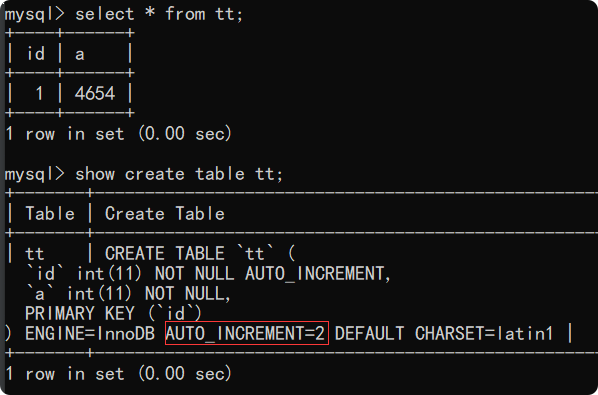 mysql> select * from tt;
+----+------+
| id | a    |
+----+------+
|  1 | 4654 |
+----+------+
1 row in set (0.00 sec)
mysql> show create table tt;
+-------+--------------------------------------------------
| Table | Create Table
+-------+--------------------------------------------------
| tt    | CREATE TABLE `tt` (
  `id` int(11) NOT NULL AUTO_INCREMENT,
  `a` int(11) NOT NULL,
  PRIMARY KEY (`id`)
) ENGINE=InnoDB AUTO_INCREMENT=2 DEFAULT CHARSET=latin1 |
+-------+--------------------------------------------------
1 row in set (0.00 sec)